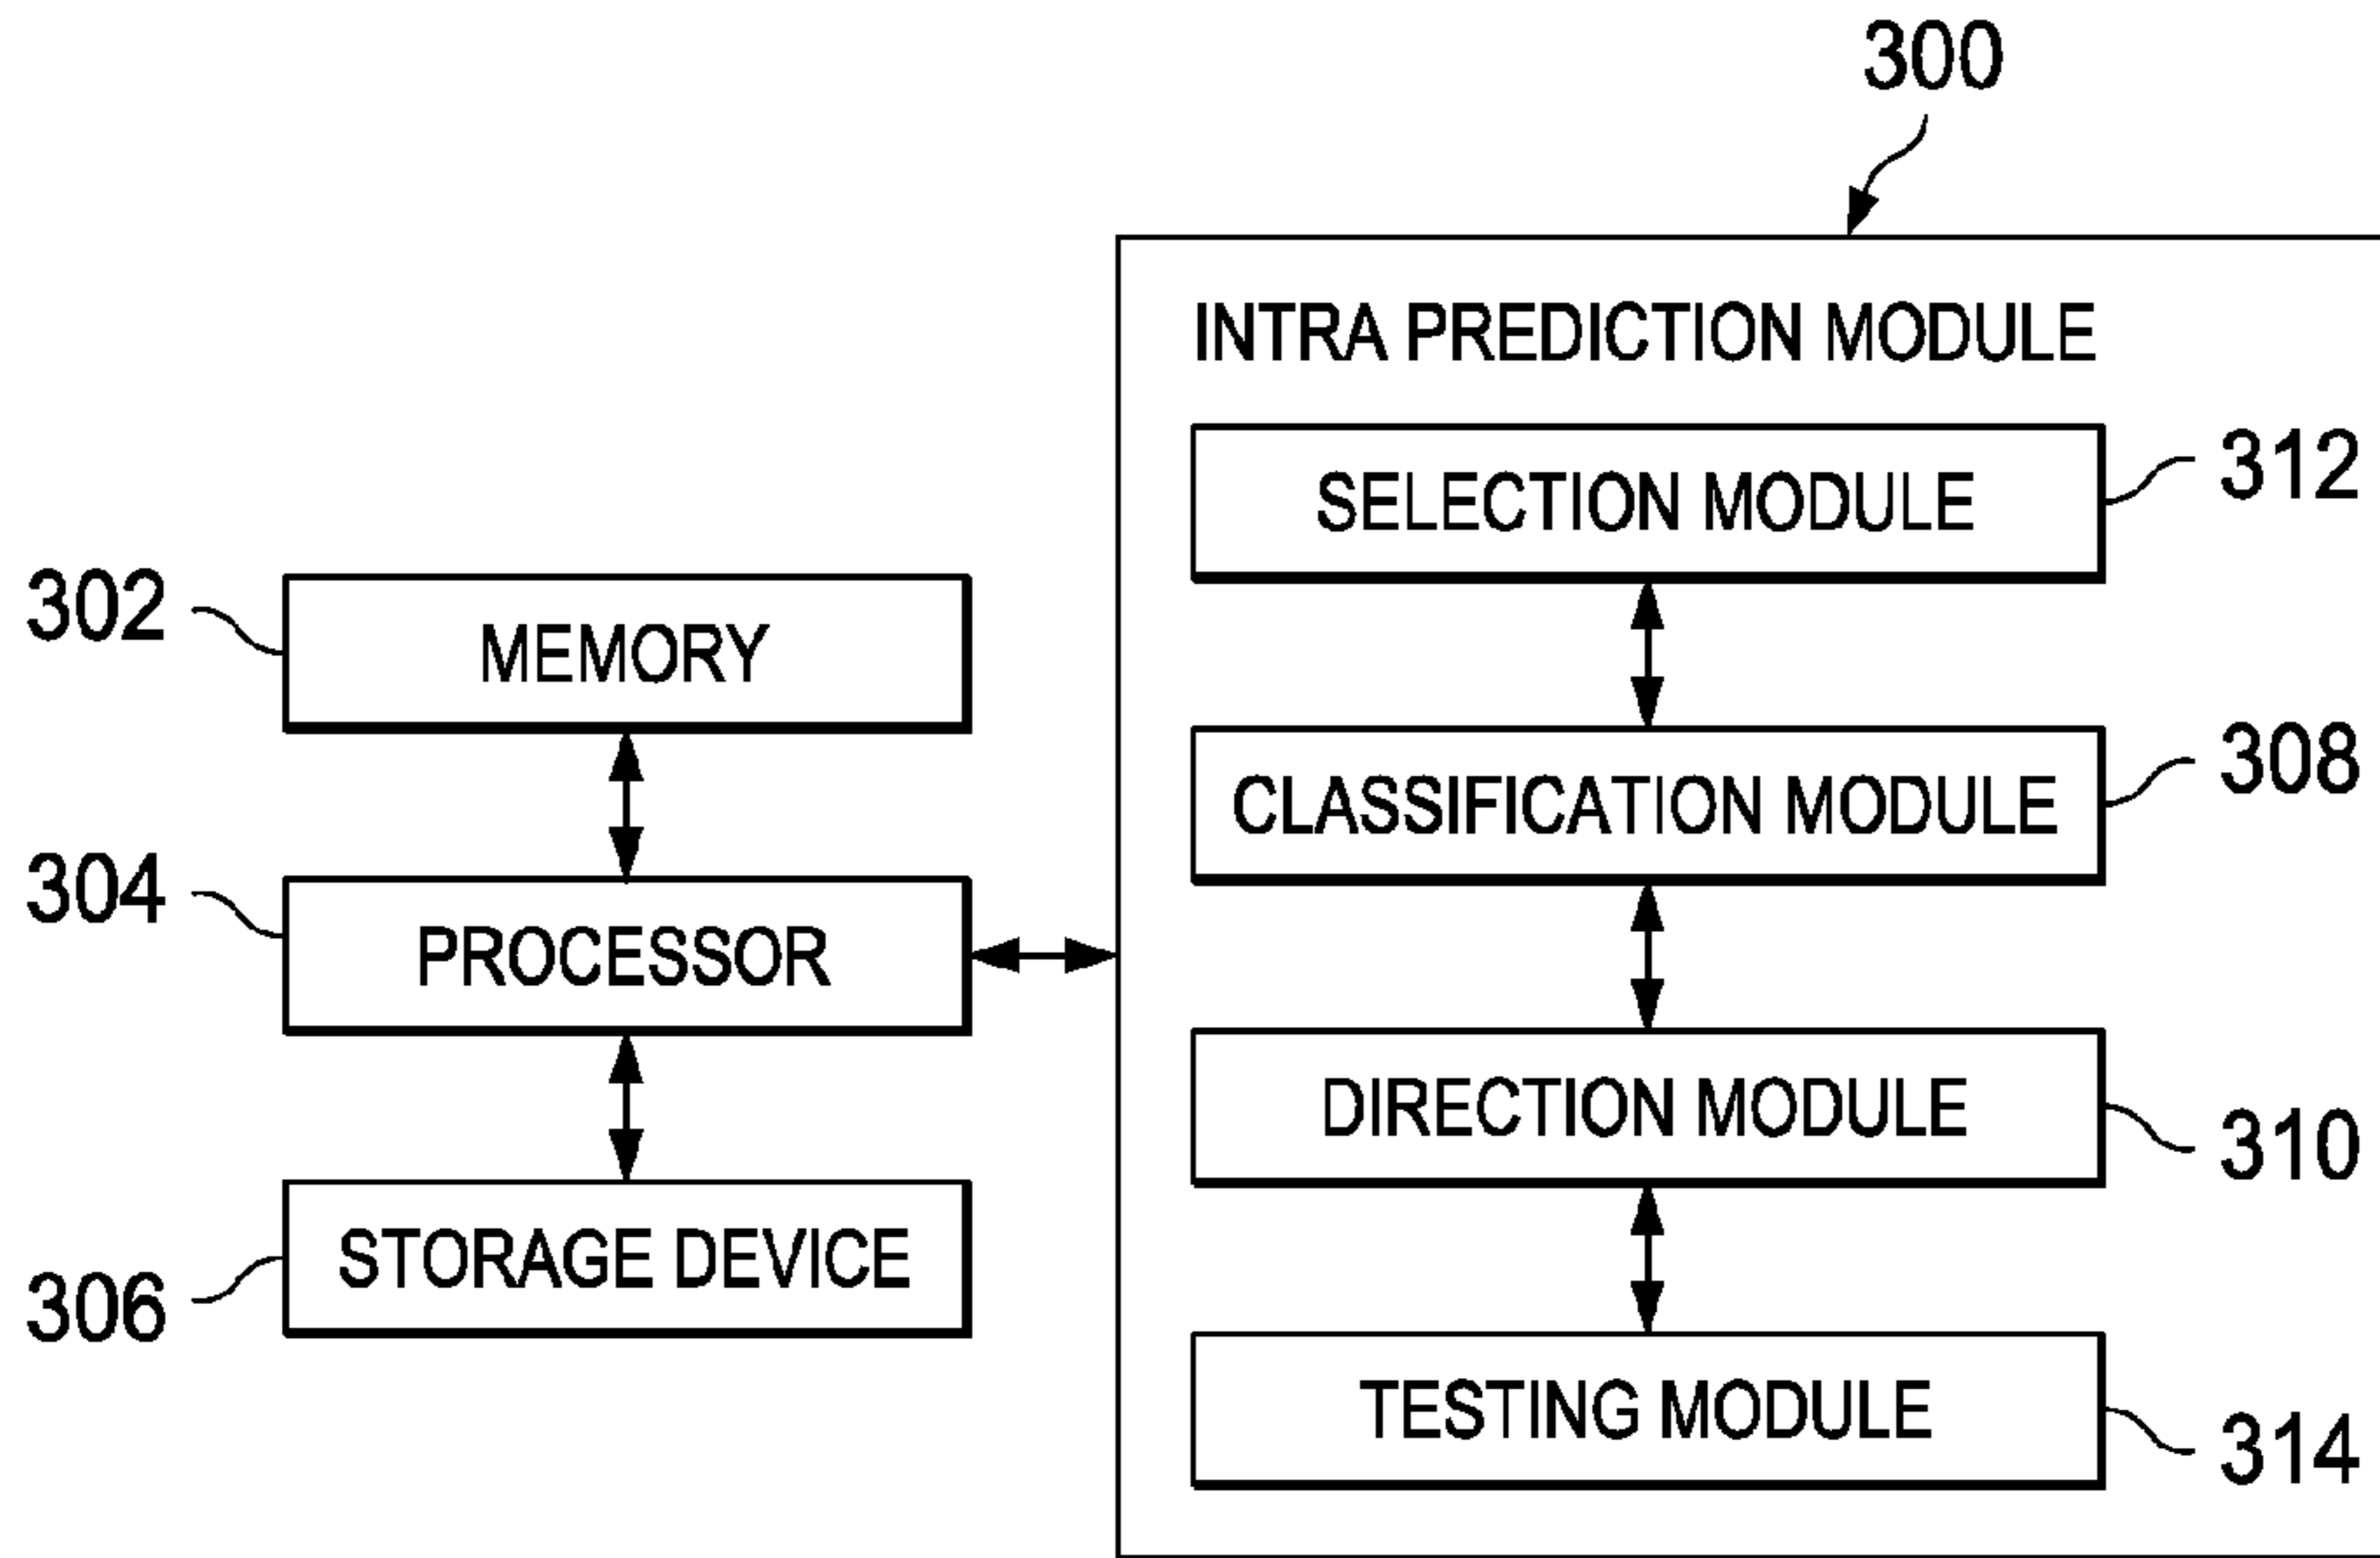 300
INTRA PREDICTION MODULE
SELECTION MODULE
312
302
MEMORY
CLASSIFICATION MODULE
308
304
PROCESSOR
DIRECTION MODULE
310
306
STORAGE DEVICE
TESTING MODULE
314